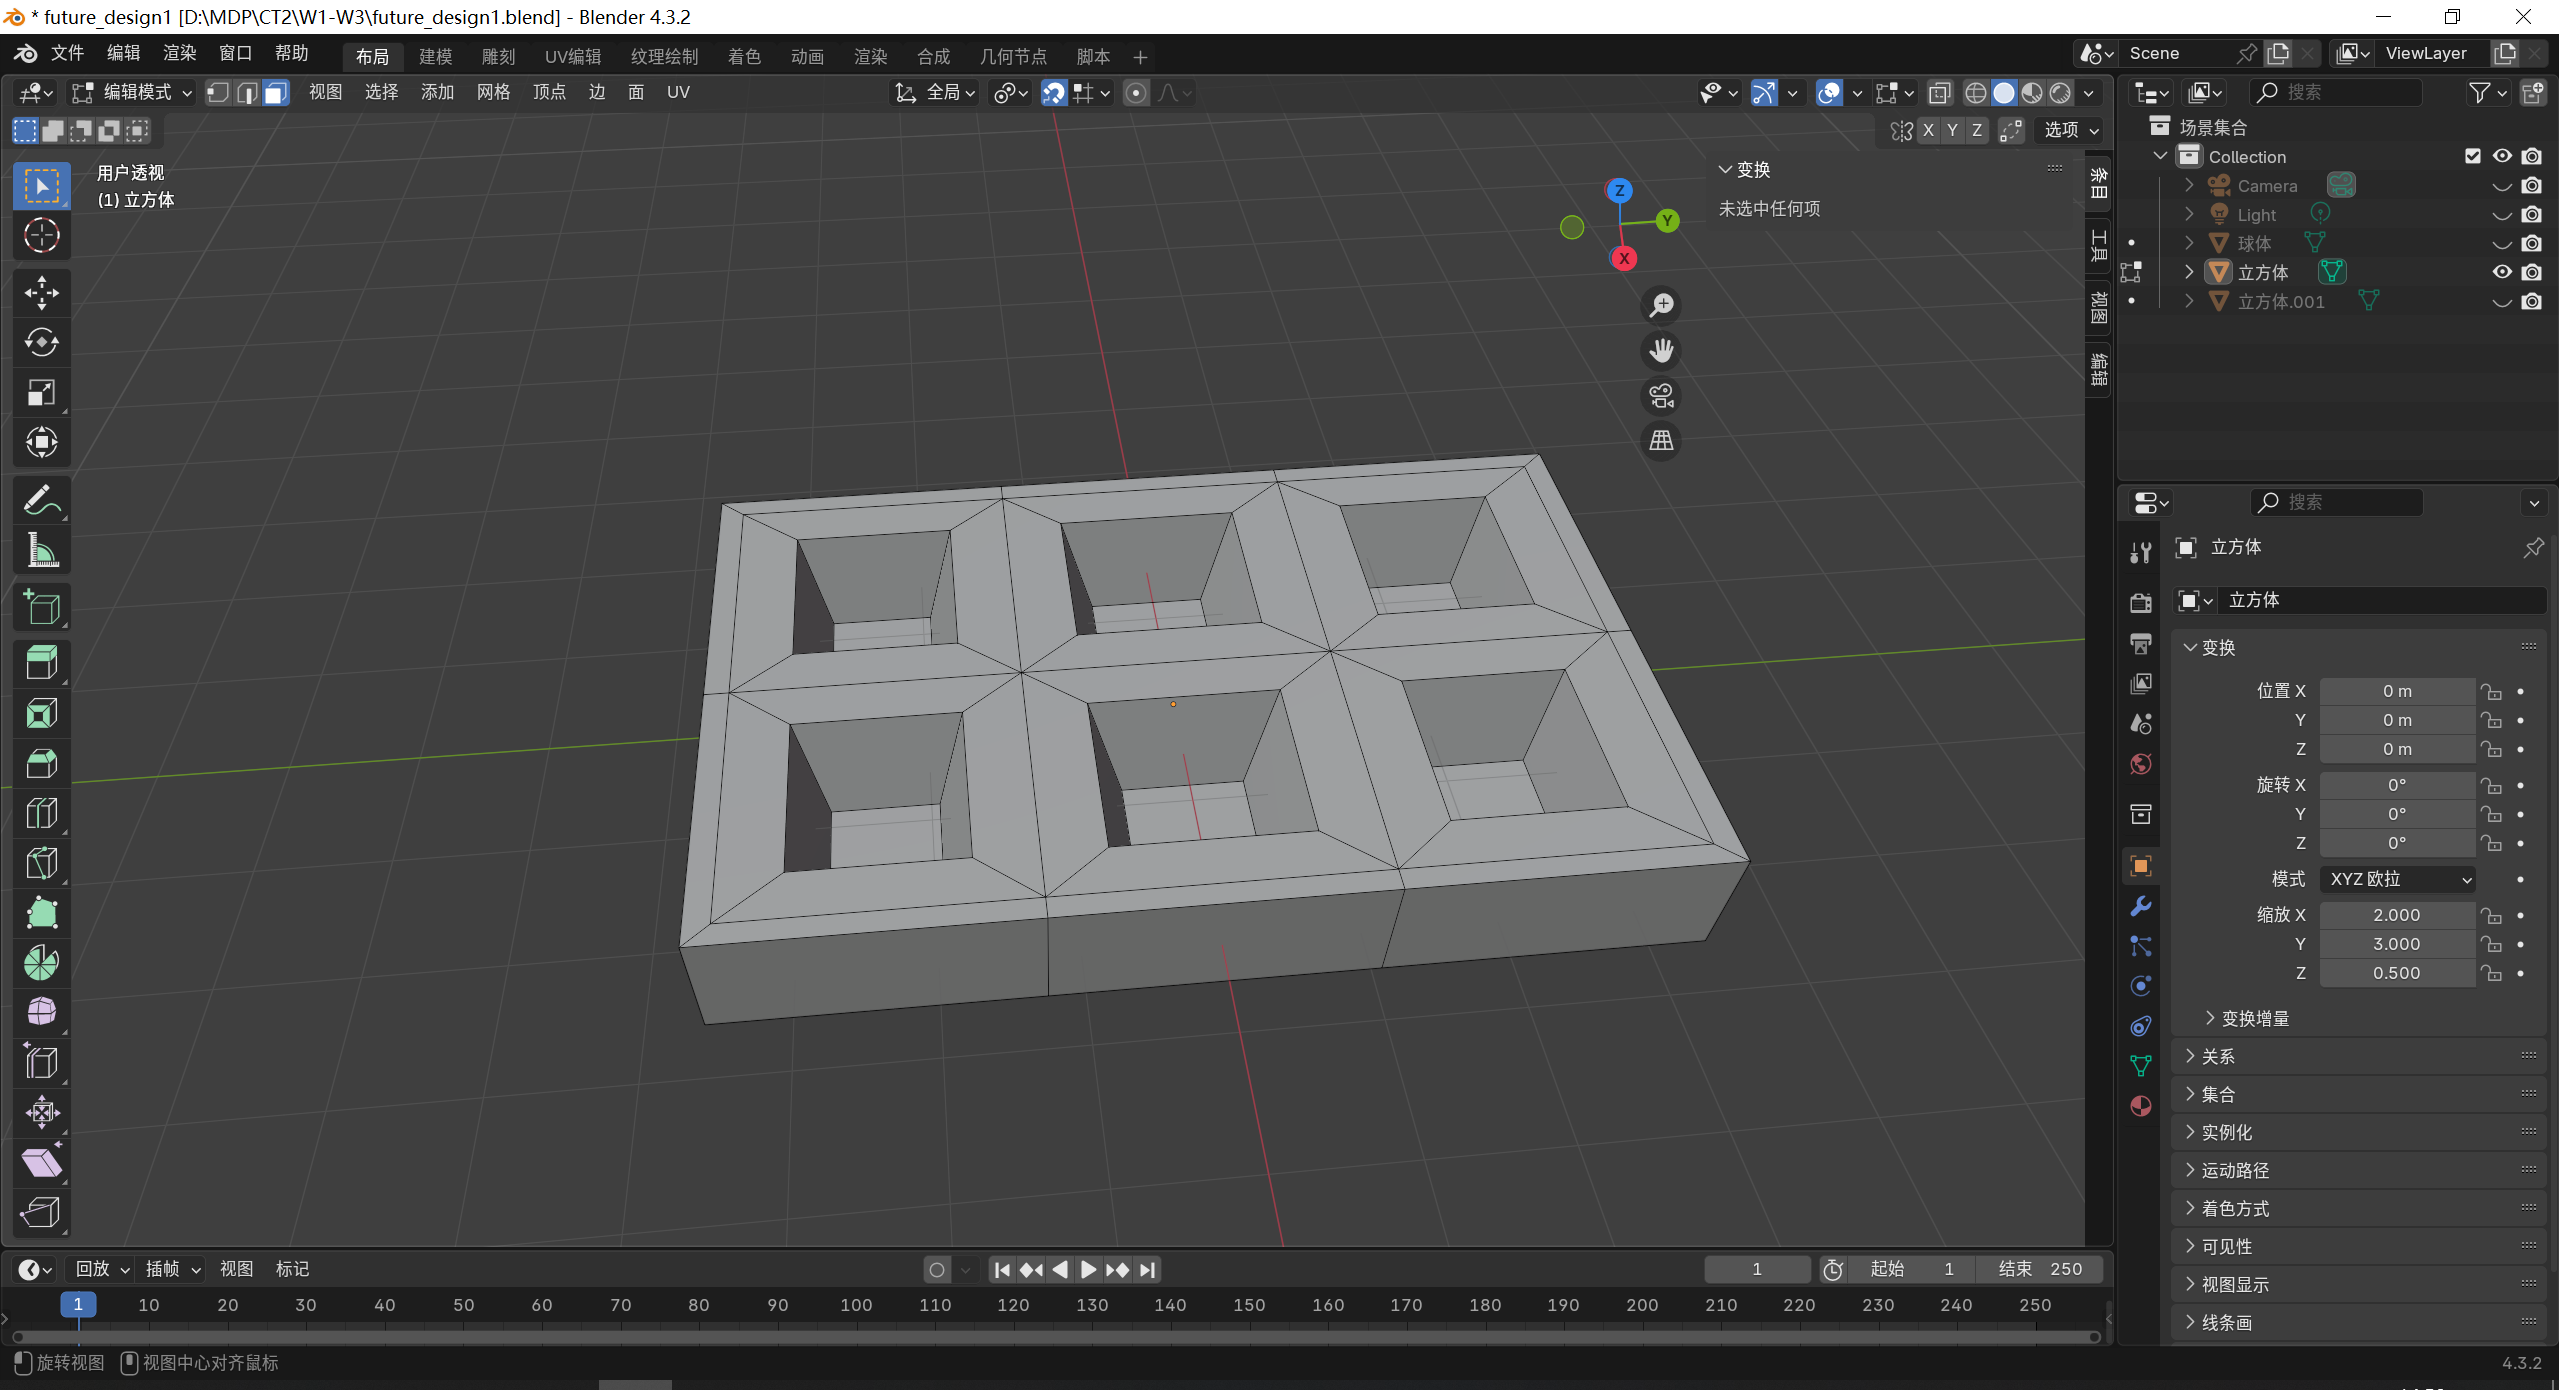 * future_design1 [D:\MDP\CT2\W1-W3\future_design1.blend] - Blender 4.3.2
文件 编辑 渲染 窗口 帮助 布局 建模 雕刻 UV编辑 纹理绘制 着色 动画 渲染 合成 几何节点 脚本 +
Scene
ViewLayer
编辑模式 视图 选择 添加 网格 顶点 边 面 UV
全局
X Y Z 选项
用户透视
(1) 立方体
Z
Y
X
变换
未选中任何项
条目
工具
视图
编辑
搜索
场景集合
Collection
Camera
Light
球体
立方体
立方体.001
搜索
立方体
立方体
变换
位置 X 0 m
Y 0 m
Z 0 m
旋转 X 0°
Y 0°
Z 0°
模式 XYZ 欧拉
缩放 X 2.000
Y 3.000
Z 0.500
变换增量
关系
集合
实例化
运动路径
着色方式
可见性
视图显示
线条画
回放 插帧 视图 标记
1 起始 1 结束 250
1 10 20 30 40 50 60 70 80 90 100 110 120 130 140 150 160 170 180 190 200 210 220 230 240 250
旋转视图 视图中心对齐鼠标
4.3.2